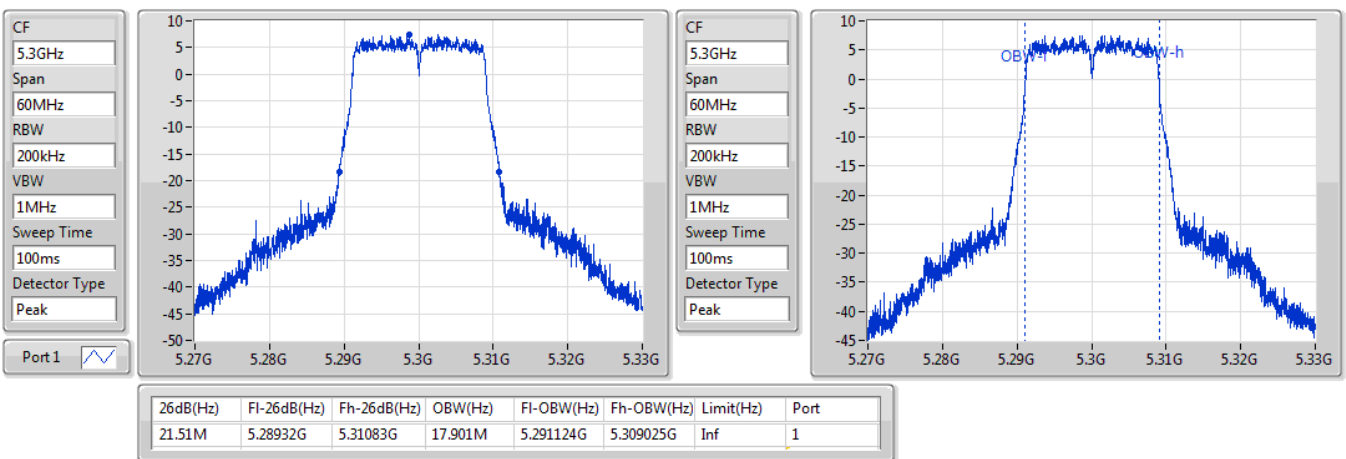 CF
5.3GHz
Span
60MHz
RBW
200kHz
VBW
1MHz
Sweep Time
100ms
Detector Type
Peak
Port 1
10
5
0
-5
-10
-15
-20
-25
-30
-35
-40
-45
-50
5.27G 5.28G 5.29G 5.3G 5.31G 5.32G 5.33G
CF
5.3GHz
Span
60MHz
RBW
200kHz
VBW
1MHz
Sweep Time
100ms
Detector Type
Peak
10
5
0
-5
-10
-15
-20
-25
-30
-35
-40
-45
OBW-l OBW-h
5.27G 5.28G 5.29G 5.3G 5.31G 5.32G 5.33G
26dB(Hz) Fl-26dB(Hz) Fh-26dB(Hz) OBW(Hz) Fl-OBW(Hz) Fh-OBW(Hz) Limit(Hz) Port
21.51M 5.28932G 5.31083G 17.901M 5.291124G 5.309025G Inf 1